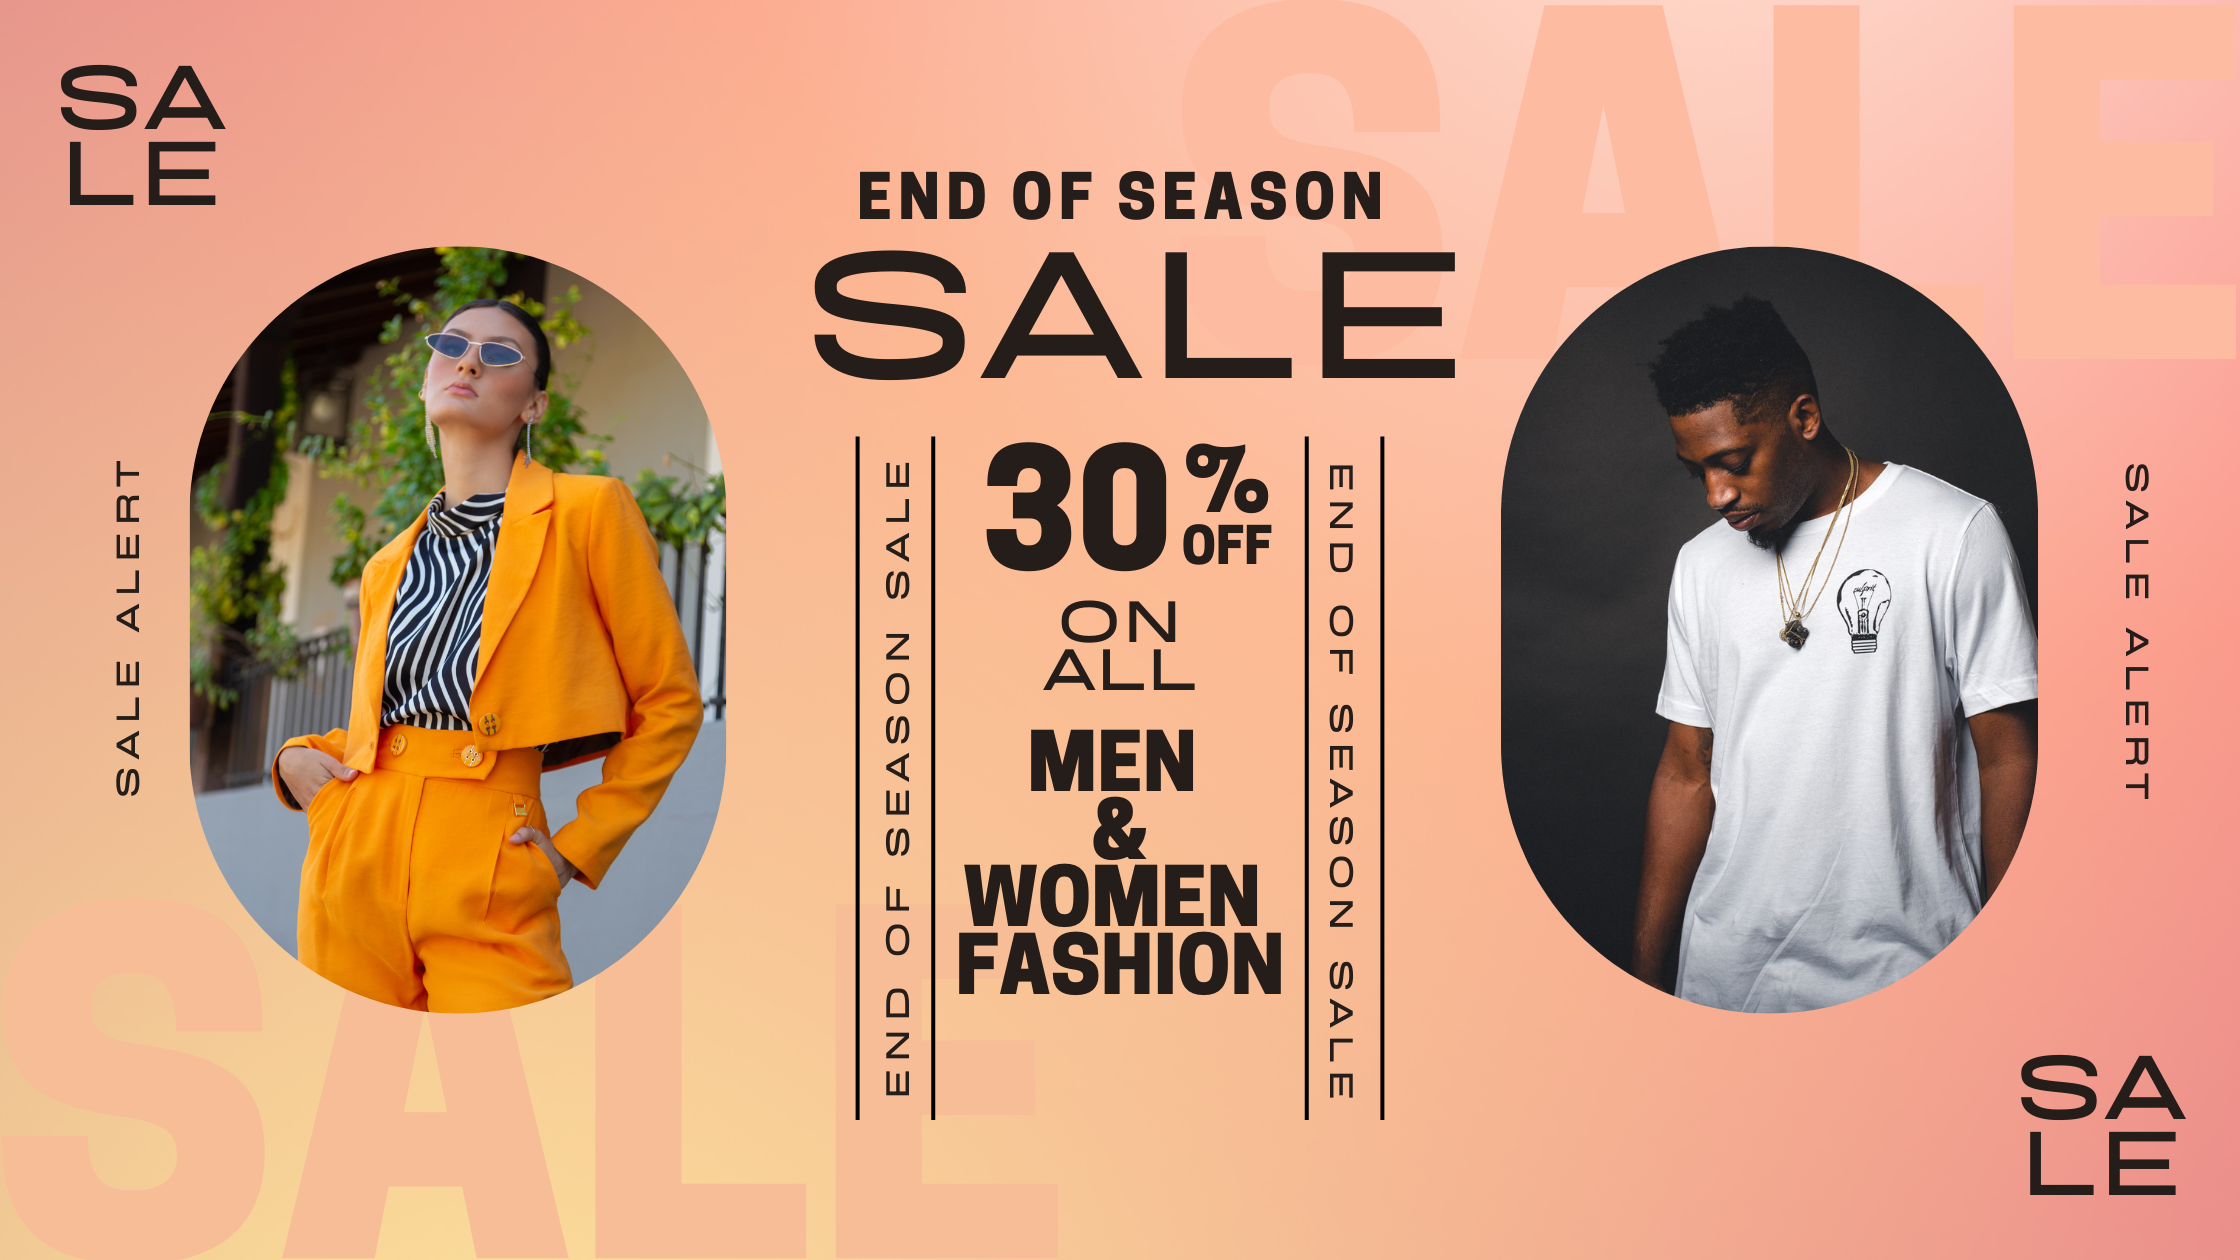 SALE
SA
LE
END OF SEASON
SALE
SALE ALERT
END OF SEASON SALE
30%
OFF
ON
ALL
MEN
&
WOMEN
FASHION
END OF SEASON SALE
SALE ALERT
SALE
SA
LE